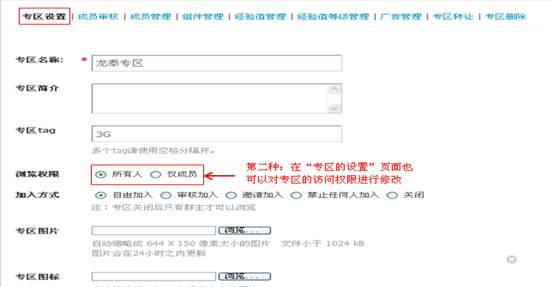 专区设置 | 成员审核 | 成员管理 | 组件管理 | 经验值管理 | 经验值等级管理 | 广告管理 | 专区转让 | 专区删除
专区名称: * 龙泰专区
专区简介
专区tag 3G
多个tag请使用空格分隔开。
浏览权限 所有人 仅成员
第二种:在“专区的设置”页面也
可以对专区的访问权限进行修改
加入方式 自由加入 审核加入 邀请加入 禁止任何人加入 关闭
注:专区关闭后只有群主才可以浏览
专区图片 浏览...
自动缩略成 644 X 150 像素大小的图片 文件小于 1024 kB
图片会在24小时之内更新
专区图标 浏览...